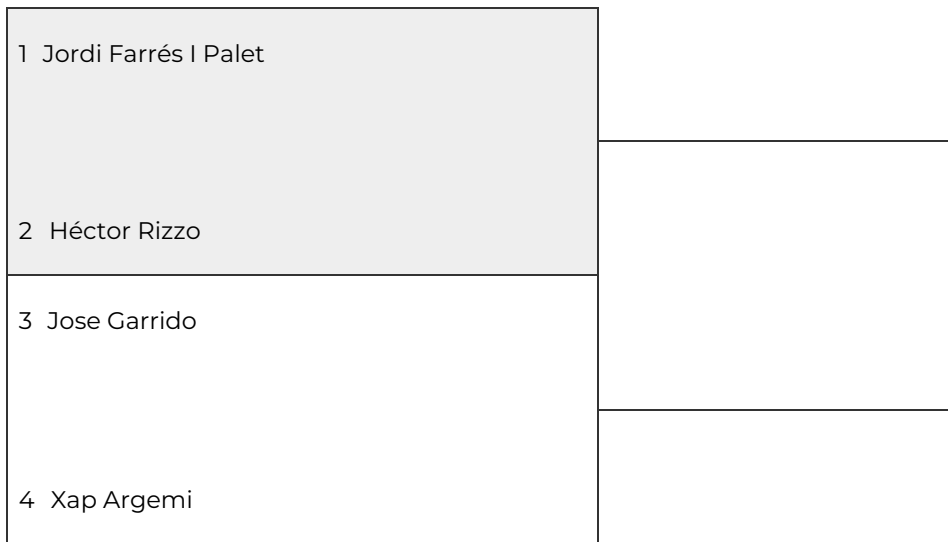 1 Jordi Farrés I Palet
2 Héctor Rizzo
3 Jose Garrido
4 Xap Argemi